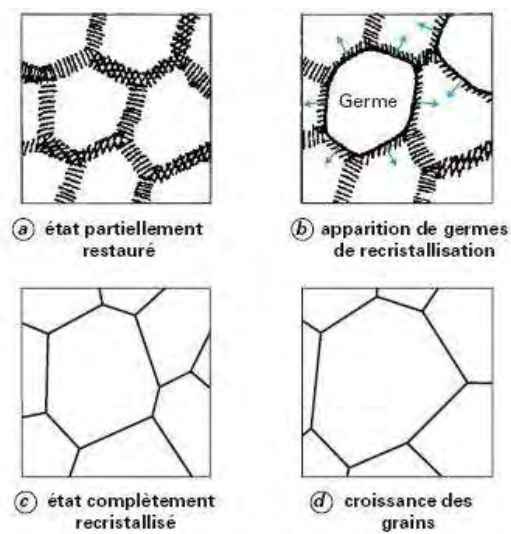 Germe
ⓐ état partiellement
restauré
ⓑ apparition de germes
de recristallisation
ⓒ état complètement
recristallisé
ⓓ croissance des
grains